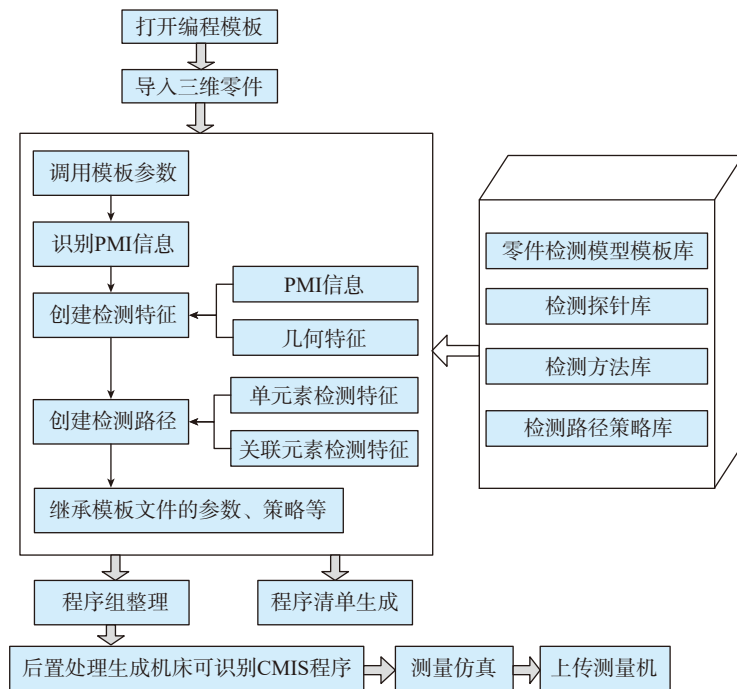 打开编程模板
导入三维零件
调用模板参数
识别PMI信息
创建检测特征
PMI信息
几何特征
创建检测路径
单元素检测特征
关联元素检测特征
继承模板文件的参数、策略等
零件检测模型模板库
检测探针库
检测方法库
检测路径策略库
程序组整理
程序清单生成
后置处理生成机床可识别CMIS程序
测量仿真
上传测量机